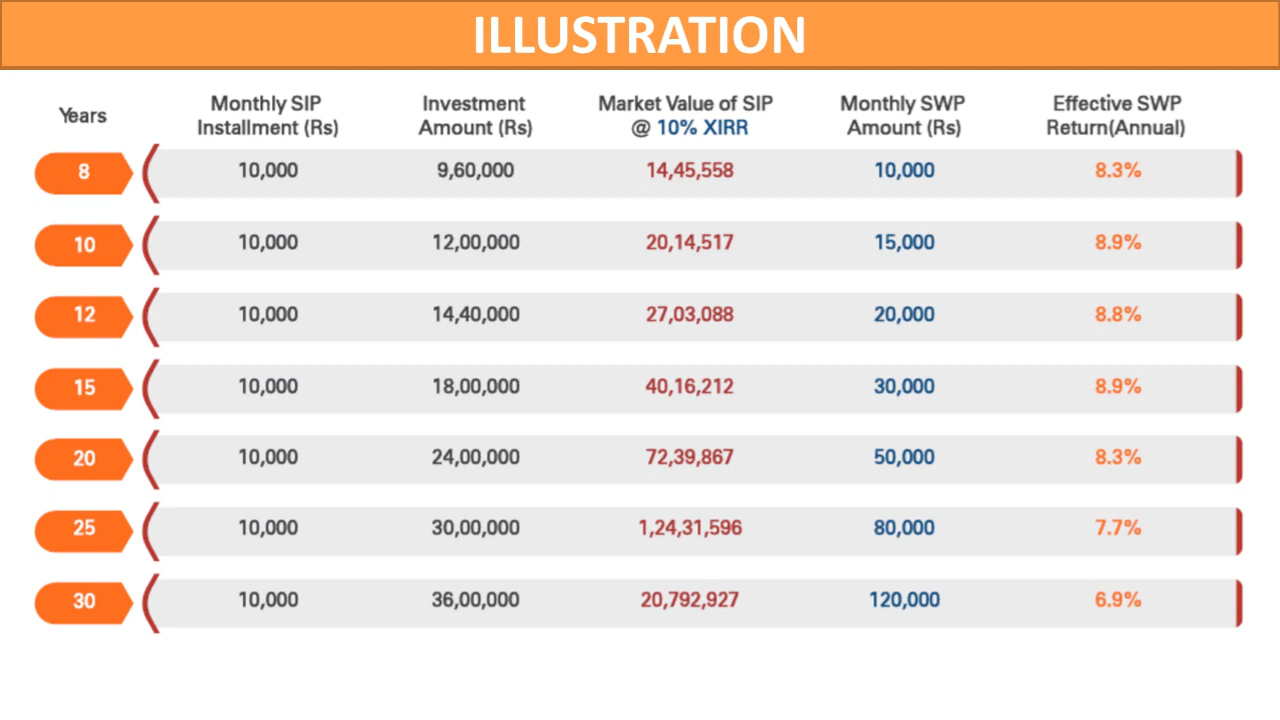 ILLUSTRATION
Years
Monthly SIP
Installment (Rs)
Investment
Amount (Rs)
Market Value of SIP
@ 10% XIRR
Monthly SWP
Amount (Rs)
Effective SWP
Return(Annual)
8 10,000 9,60,000 14,45,558 10,000 8.3%
10 10,000 12,00,000 20,14,517 15,000 8.9%
12 10,000 14,40,000 27,03,088 20,000 8.8%
15 10,000 18,00,000 40,16,212 30,000 8.9%
20 10,000 24,00,000 72,39,867 50,000 8.3%
25 10,000 30,00,000 1,24,31,596 80,000 7.7%
30 10,000 36,00,000 20,792,927 120,000 6.9%